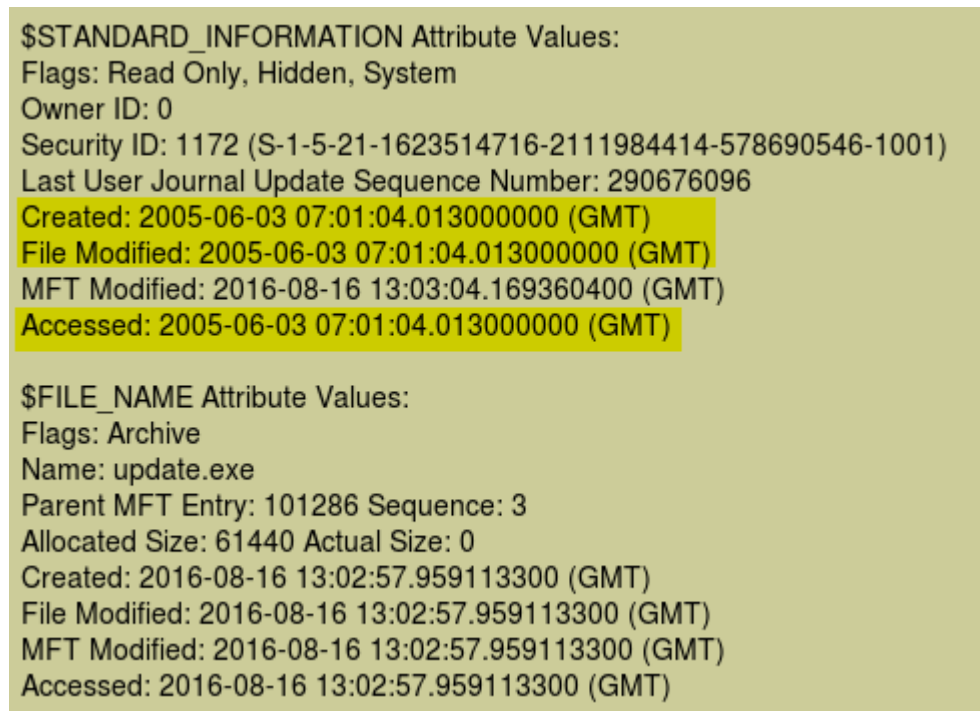 $STANDARD_INFORMATION Attribute Values:
Flags: Read Only, Hidden, System
Owner ID: 0
Security ID: 1172 (S-1-5-21-1623514716-2111984414-578690546-1001)
Last User Journal Update Sequence Number: 290676096
Created: 2005-06-03 07:01:04.013000000 (GMT)
File Modified: 2005-06-03 07:01:04.013000000 (GMT)
MFT Modified: 2016-08-16 13:03:04.169360400 (GMT)
Accessed: 2005-06-03 07:01:04.013000000 (GMT)
$FILE_NAME Attribute Values:
Flags: Archive
Name: update.exe
Parent MFT Entry: 101286 Sequence: 3
Allocated Size: 61440 Actual Size: 0
Created: 2016-08-16 13:02:57.959113300 (GMT)
File Modified: 2016-08-16 13:02:57.959113300 (GMT)
MFT Modified: 2016-08-16 13:02:57.959113300 (GMT)
Accessed: 2016-08-16 13:02:57.959113300 (GMT)